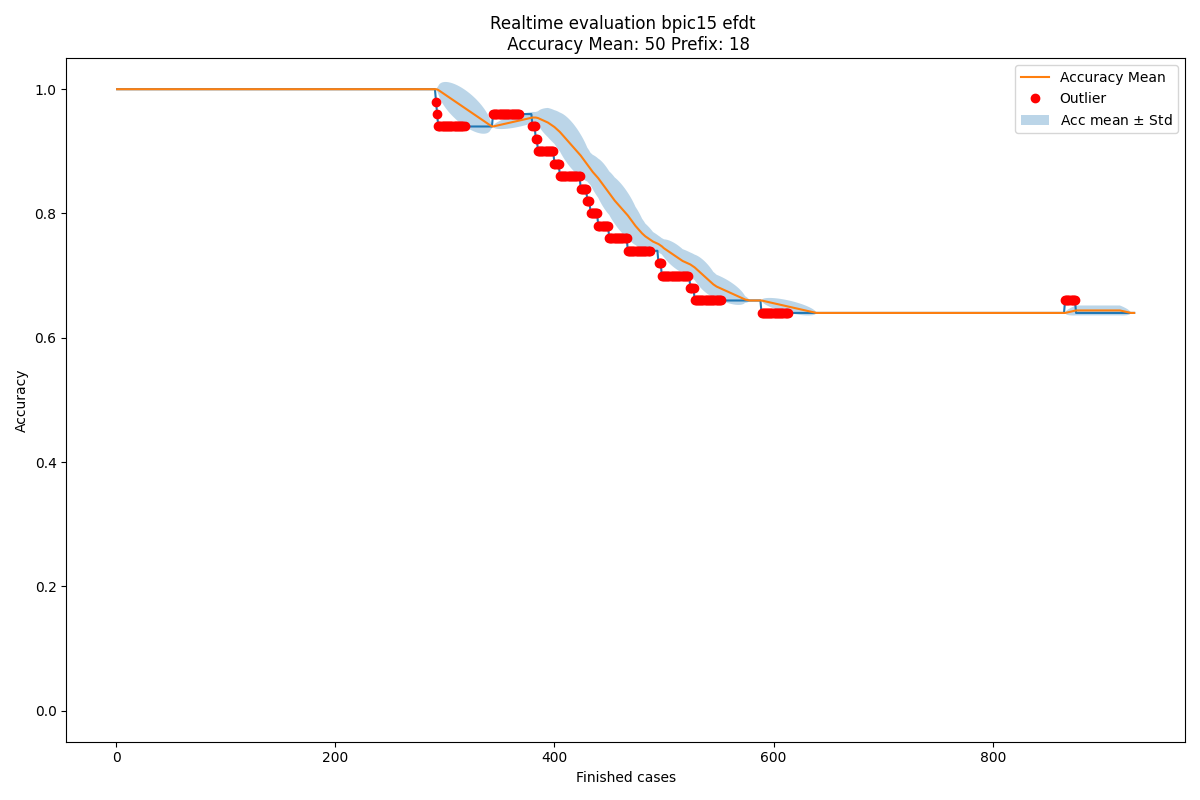 Realtime evaluation bpic15 efdt
Accuracy Mean: 50 Prefix: 18
Accuracy Mean
Outlier
Acc mean ± Std
1.0
0.8
0.6
0.4
0.2
0.0
Accuracy
0
200
400
600
800
Finished cases